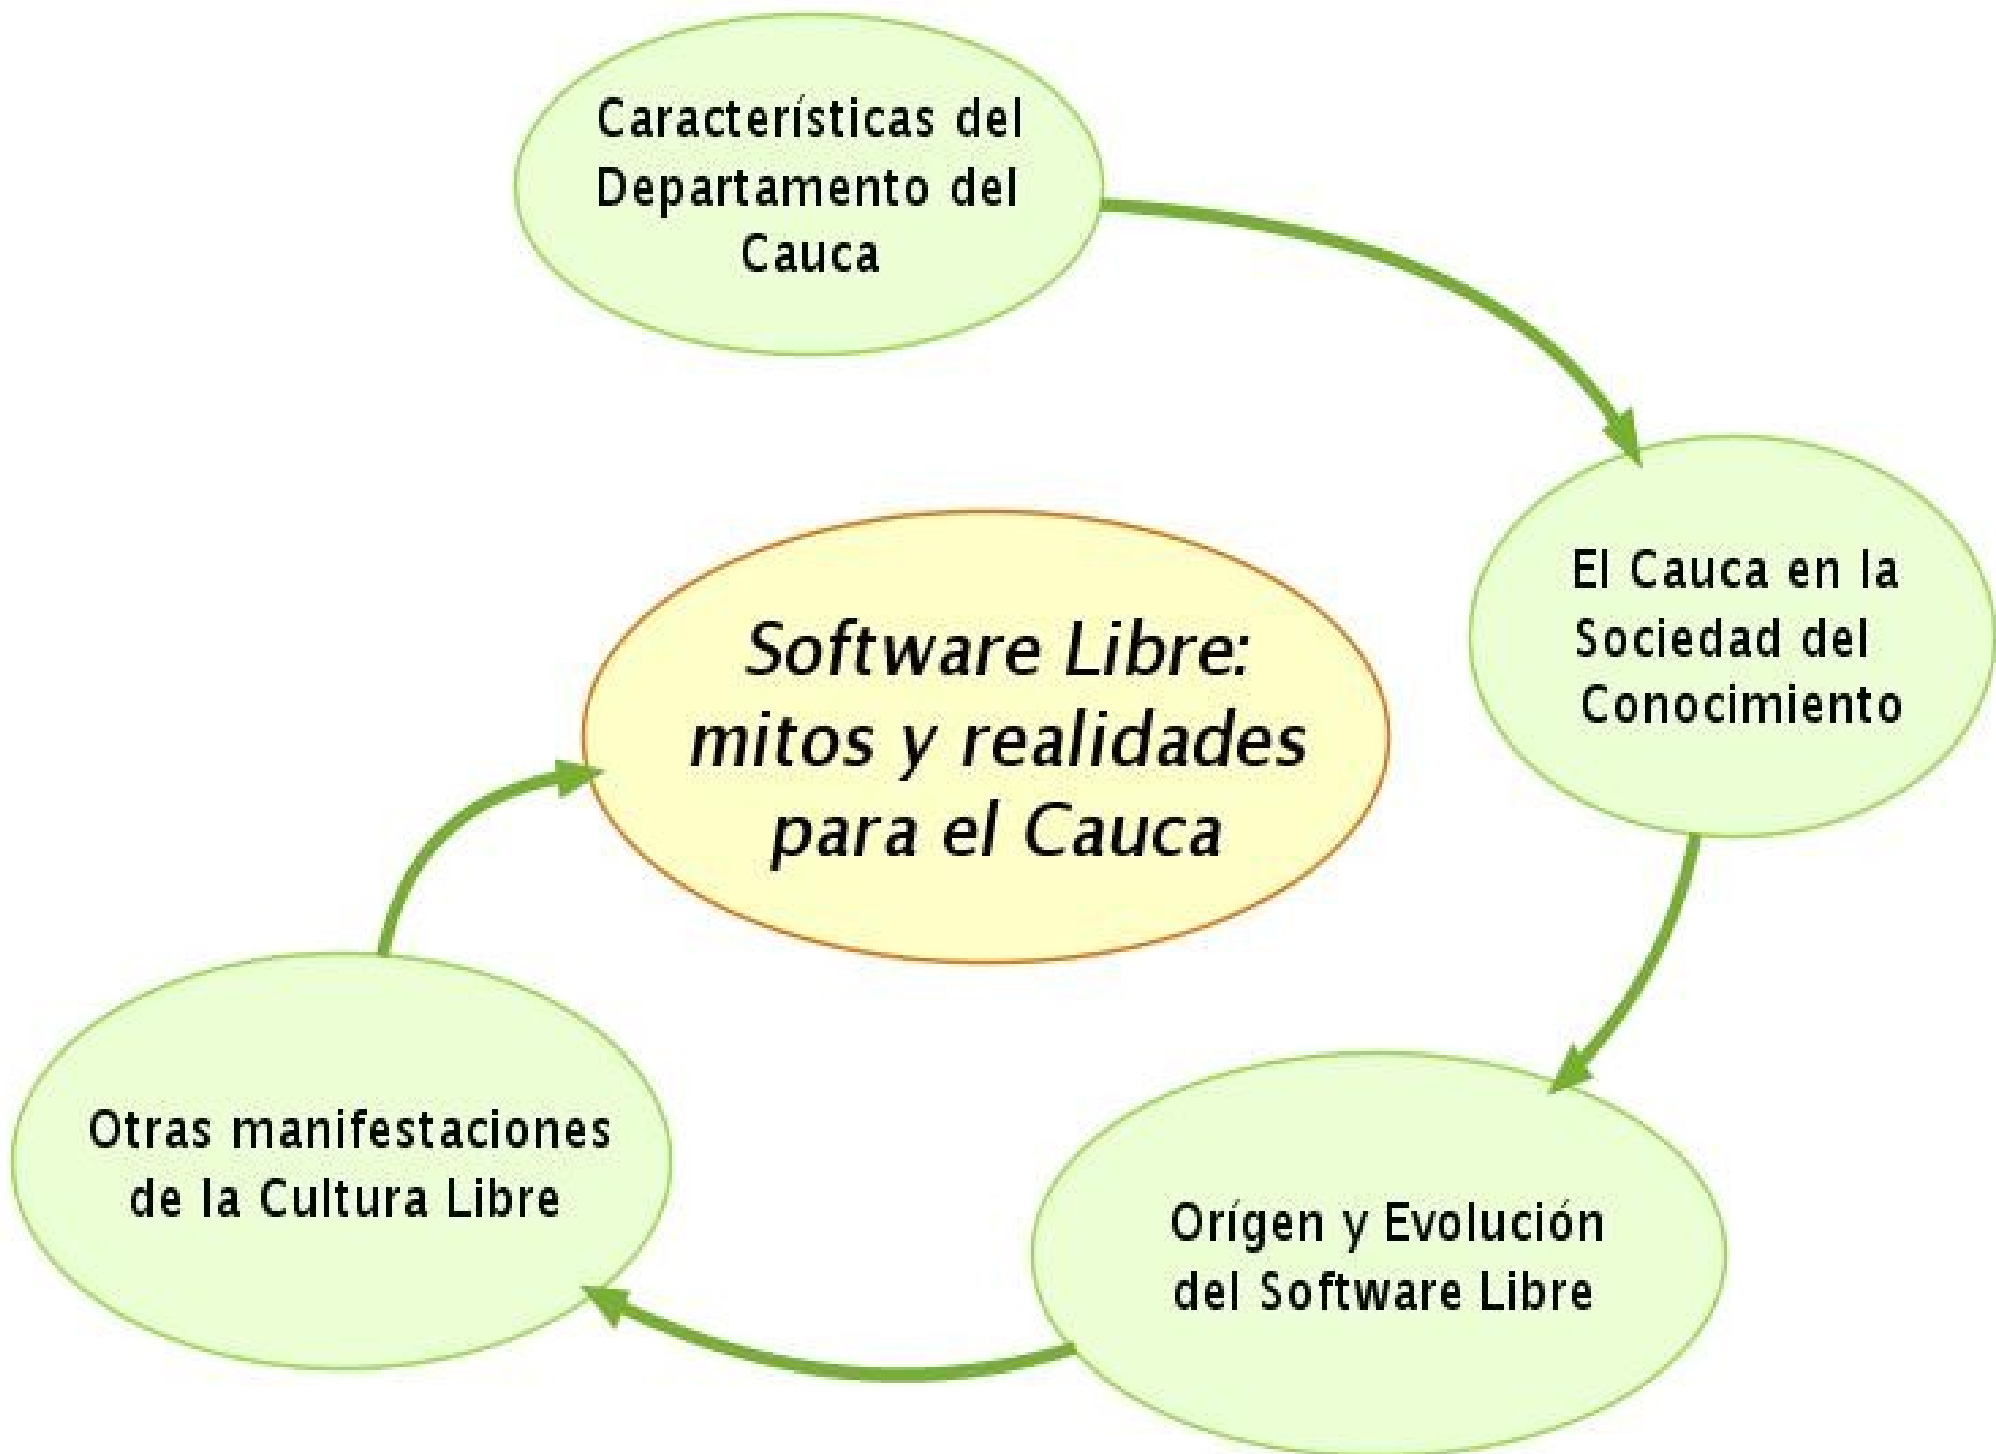 Características del
Departamento del
Cauca
El Cauca en la
Sociedad del
Conocimiento
Orígen y Evolución
del Software Libre
Otras manifestaciones
de la Cultura Libre
Software Libre:
mitos y realidades
para el Cauca